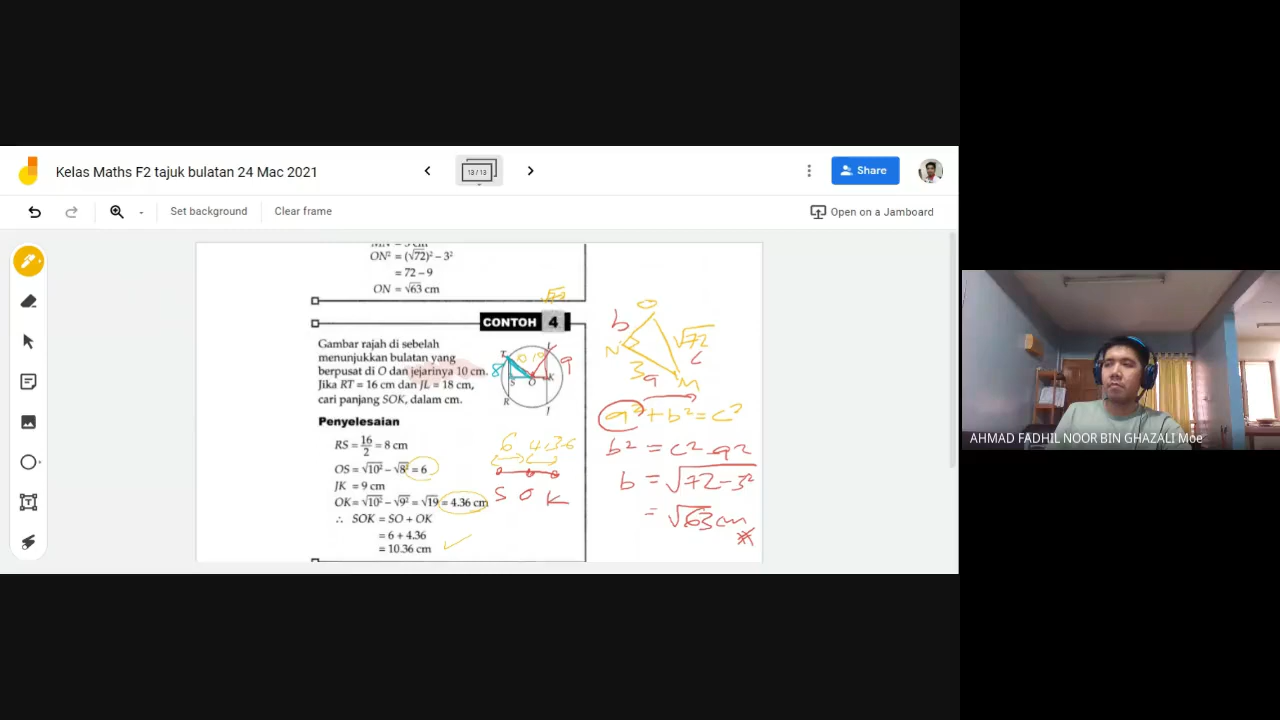 Kelas Maths F2 tajuk bulatan 24 Mac 2021
13 / 13
Share
Set background
Clear frame
Open on a Jamboard
ON² = (√72)² − 3²
= 72 − 9
ON = √63 cm
CONTOH 4
Gambar rajah di sebelah
menunjukkan bulatan yang
berpusat di O dan jejarinya 10 cm.
Jika RT = 16 cm dan JL = 18 cm,
cari panjang SOK, dalam cm.
T
L
10 10
8
9
S
O
K
R
J
Penyelesaian
RS = 16/2 = 8 cm
OS = √10² − √8² = 6
JK = 9 cm
OK = √10² − √9² = √19 = 4.36 cm
∴ SOK = SO + OK
= 6 + 4.36
= 10.36 cm
6 4.36
S O K
O
b
√72
N
c
3
a
M
a² + b² = c²
b² = c² - a²
b = √72 - 3²
= √63 cm
AHMAD FADHIL NOOR BIN GHAZALI Moe